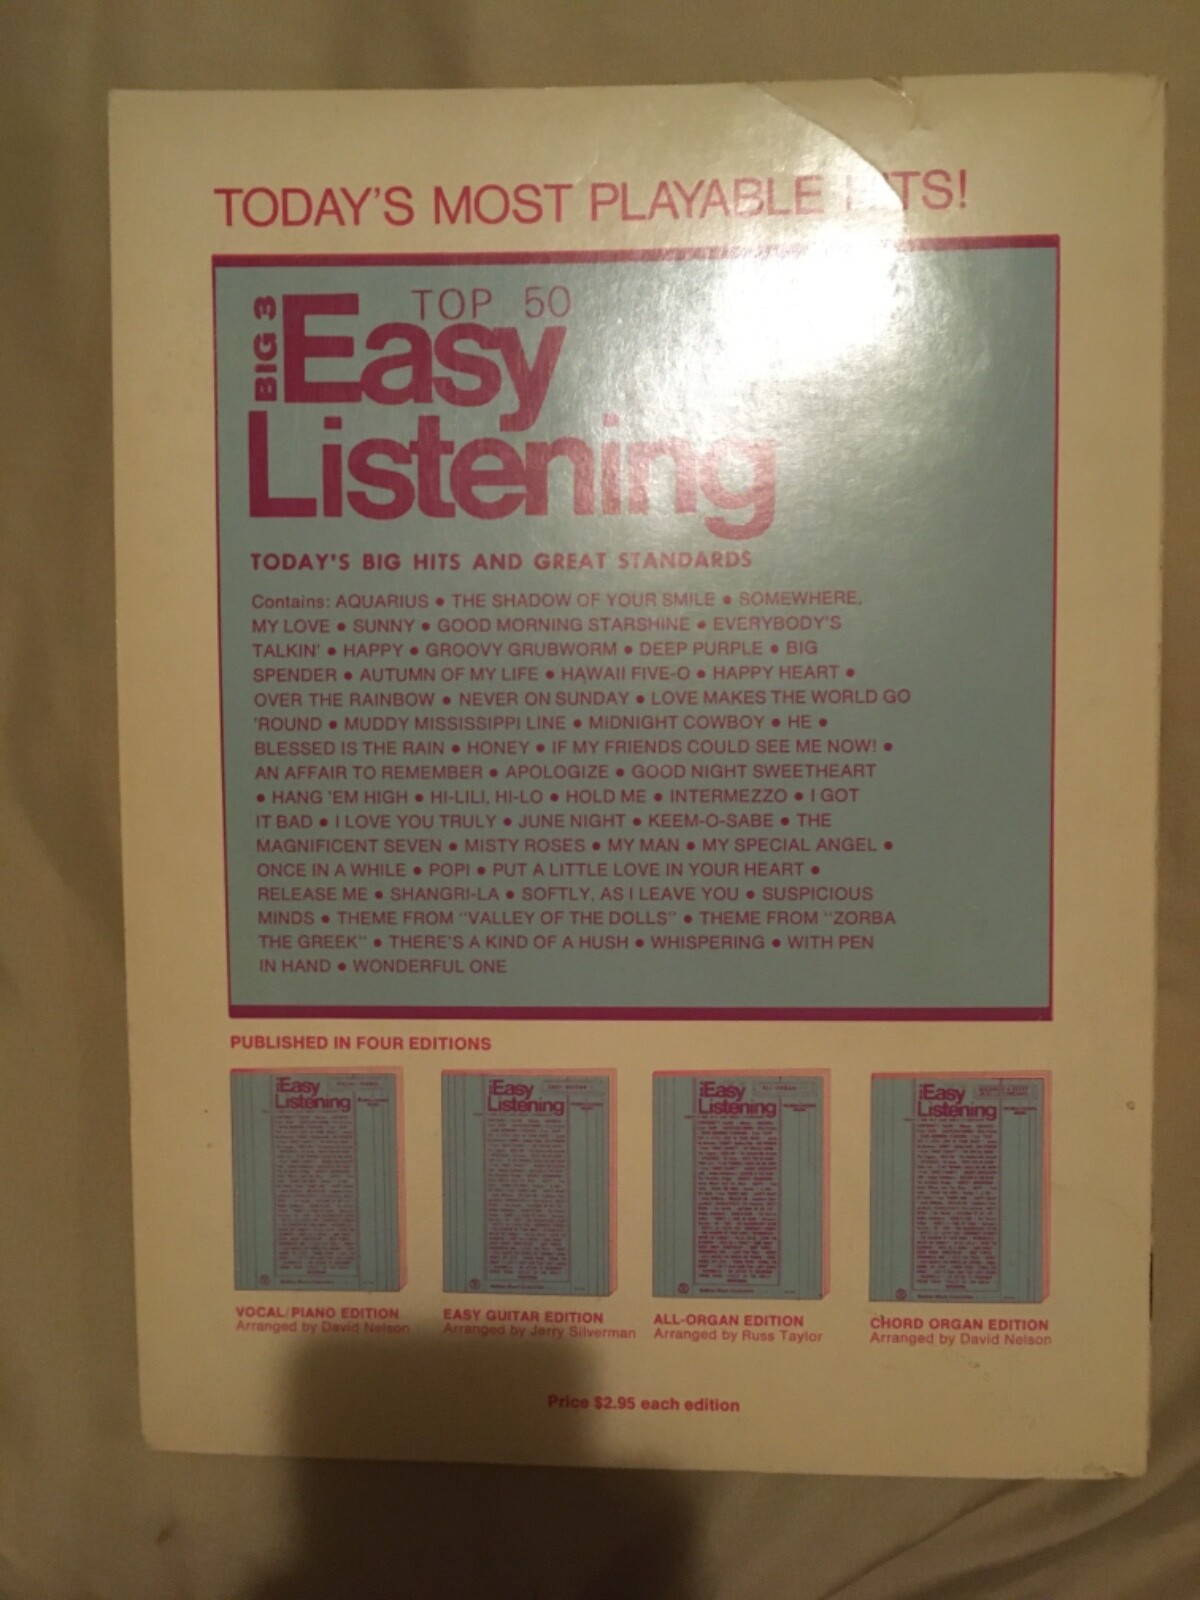 TODAY'S MOST PLAYABLE HITS!
BIG 3
TOP 50
Easy
Listening
TODAY'S BIG HITS AND GREAT STANDARDS
Contains: AQUARIUS • THE SHADOW OF YOUR SMILE • SOMEWHERE,
MY LOVE • SUNNY • GOOD MORNING STARSHINE • EVERYBODY'S
TALKIN' • HAPPY • GROOVY GRUBWORM • DEEP PURPLE • BIG
SPENDER • AUTUMN OF MY LIFE • HAWAII FIVE-O • HAPPY HEART •
OVER THE RAINBOW • NEVER ON SUNDAY • LOVE MAKES THE WORLD GO
'ROUND • MUDDY MISSISSIPPI LINE • MIDNIGHT COWBOY • HE •
BLESSED IS THE RAIN • HONEY • IF MY FRIENDS COULD SEE ME NOW! •
AN AFFAIR TO REMEMBER • APOLOGIZE • GOOD NIGHT SWEETHEART
• HANG 'EM HIGH • HI-LILI, HI-LO • HOLD ME • INTERMEZZO • I GOT
IT BAD • I LOVE YOU TRULY • JUNE NIGHT • KEEM-O-SABE • THE
MAGNIFICENT SEVEN • MISTY ROSES • MY MAN • MY SPECIAL ANGEL •
ONCE IN A WHILE • POPI • PUT A LITTLE LOVE IN YOUR HEART •
RELEASE ME • SHANGRI-LA • SOFTLY, AS I LEAVE YOU • SUSPICIOUS
MINDS • THEME FROM "VALLEY OF THE DOLLS" • THEME FROM "ZORBA
THE GREEK" • THERE'S A KIND OF A HUSH • WHISPERING • WITH PEN
IN HAND • WONDERFUL ONE
PUBLISHED IN FOUR EDITIONS
Easy
Listening
Easy
Listening
Easy
Listening
Easy
Listening
VOCAL/PIANO EDITION
Arranged by David Nelson
EASY GUITAR EDITION
Arranged by Jerry Silverman
ALL-ORGAN EDITION
Arranged by Russ Taylor
CHORD ORGAN EDITION
Arranged by David Nelson
Price $2.95 each edition